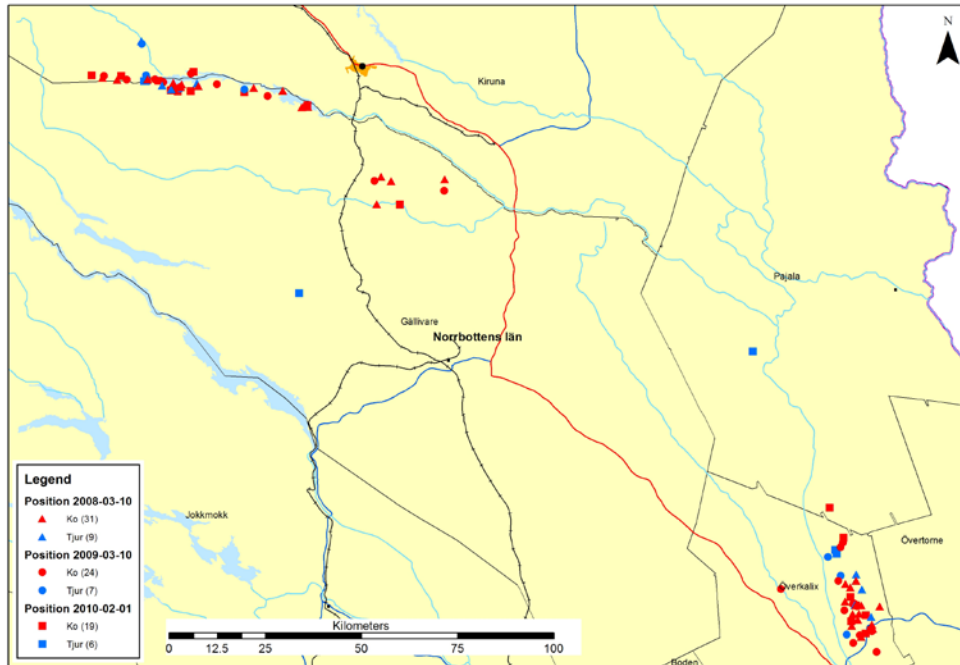 N
Kiruna
Pajala
Gällivare
Norrbottens län
Legend
Position 2008-03-10
Ko (31)
Tjur (9)
Position 2009-03-10
Ko (24)
Tjur (7)
Position 2010-02-01
Ko (19)
Tjur (6)
Jokkmokk
Övertorne
Överkalix
Kilometers
0 12.5 25 50 75 100
Boden